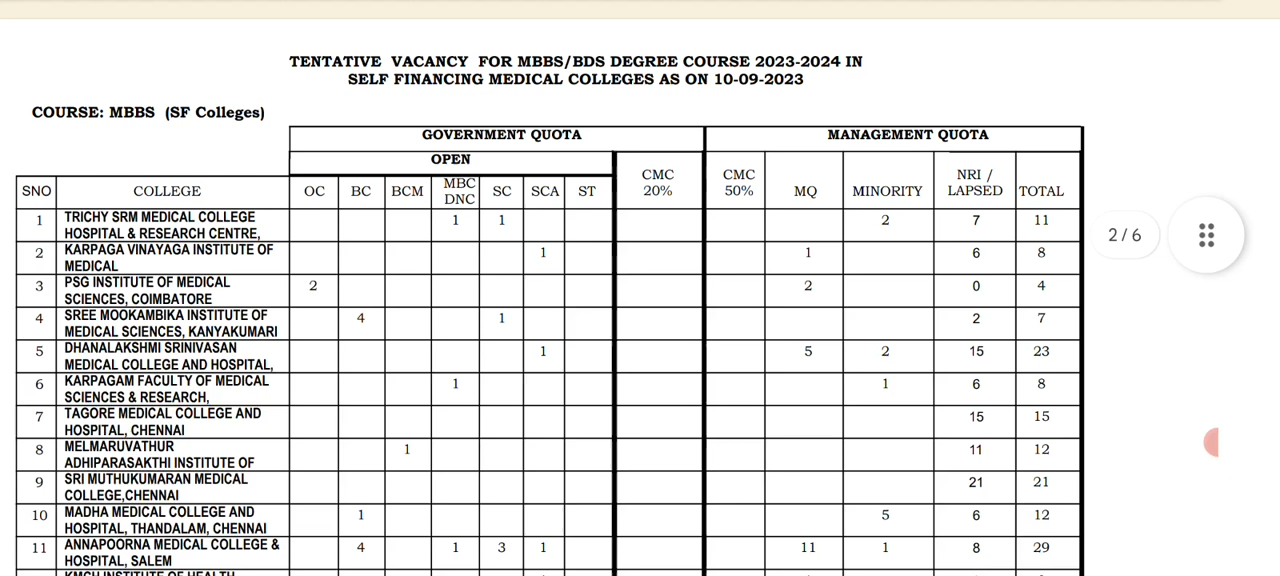 TENTATIVE VACANCY FOR MBBS/BDS DEGREE COURSE 2023-2024 IN
SELF FINANCING MEDICAL COLLEGES AS ON 10-09-2023
COURSE: MBBS (SF Colleges)
GOVERNMENT QUOTA MANAGEMENT QUOTA
OPEN
SNO COLLEGE OC BC BCM MBC DNC SC SCA ST CMC 20% CMC 50% MQ MINORITY NRI / LAPSED TOTAL
1 TRICHY SRM MEDICAL COLLEGE 1 1 2 7 11
HOSPITAL & RESEARCH CENTRE,
2 KARPAGA VINAYAGA INSTITUTE OF 1 1 6 8
MEDICAL
3 PSG INSTITUTE OF MEDICAL 2 2 0 4
SCIENCES, COIMBATORE
4 SREE MOOKAMBIKA INSTITUTE OF 4 1 2 7
MEDICAL SCIENCES, KANYAKUMARI
5 DHANALAKSHMI SRINIVASAN 1 5 2 15 23
MEDICAL COLLEGE AND HOSPITAL,
6 KARPAGAM FACULTY OF MEDICAL 1 1 6 8
SCIENCES & RESEARCH,
7 TAGORE MEDICAL COLLEGE AND 15 15
HOSPITAL, CHENNAI
8 MELMARUVATHUR 1 11 12
ADHIPARASAKTHI INSTITUTE OF
9 SRI MUTHUKUMARAN MEDICAL 21 21
COLLEGE,CHENNAI
10 MADHA MEDICAL COLLEGE AND 1 5 6 12
HOSPITAL, THANDALAM, CHENNAI
11 ANNAPOORNA MEDICAL COLLEGE & 4 1 3 1 11 1 8 29
HOSPITAL, SALEM
KMCH INSTITUTE OF HEALTH
2 / 6